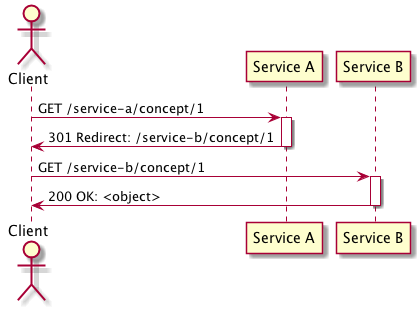 Client
Service A
Service B
GET /service-a/concept/1
301 Redirect: /service-b/concept/1
GET /service-b/concept/1
200 OK: <object>
Client
Service A
Service B